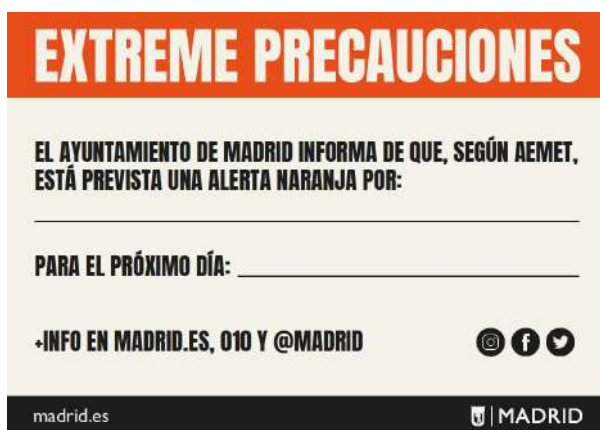 EXTREME PRECAUCIONES
EL AYUNTAMIENTO DE MADRID INFORMA DE QUE, SEGÚN AEMET,
ESTÁ PREVISTA UNA ALERTA NARANJA POR:
PARA EL PRÓXIMO DÍA:
+INFO EN MADRID.ES, 010 Y @MADRID
madrid.es
MADRID